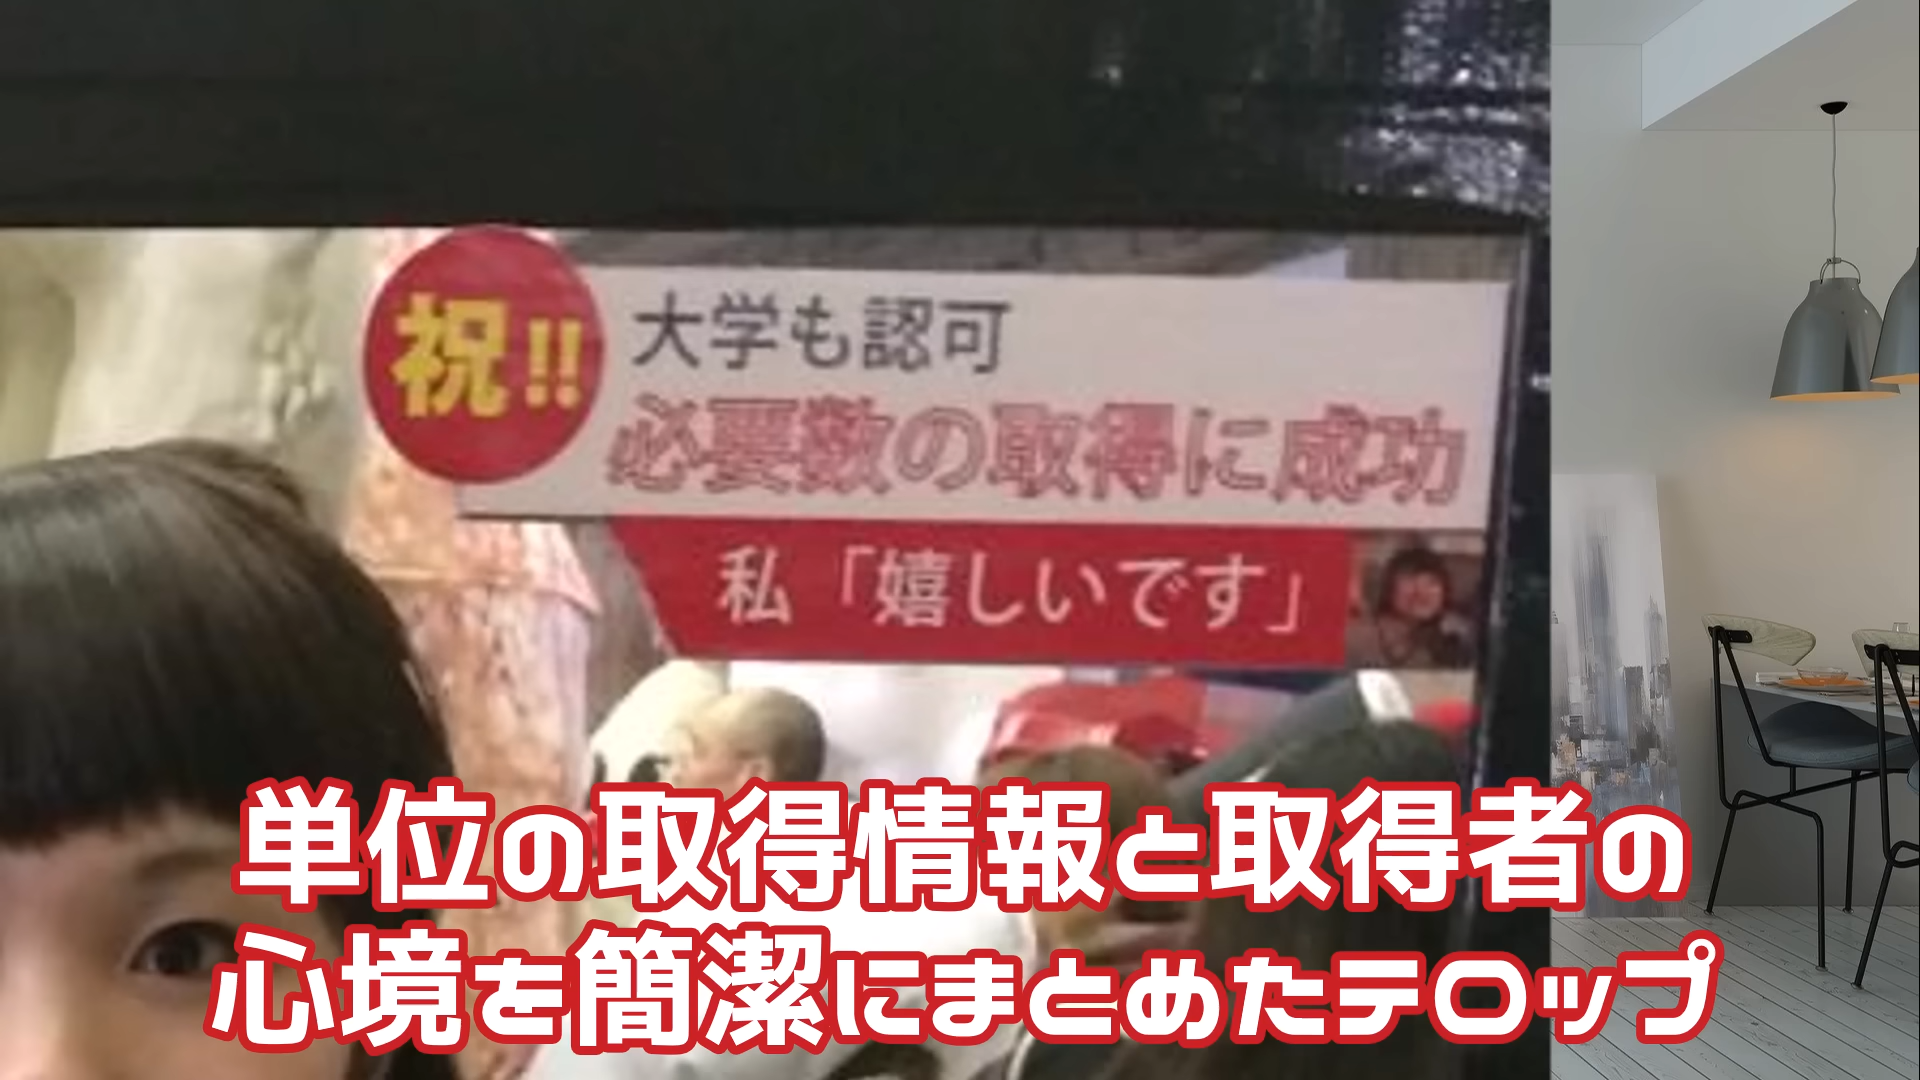 祝!!
大学も認可
必要数の取得に成功
私「嬉しいです」
単位の取得情報と取得者の
心境を簡潔にまとめたテロップ